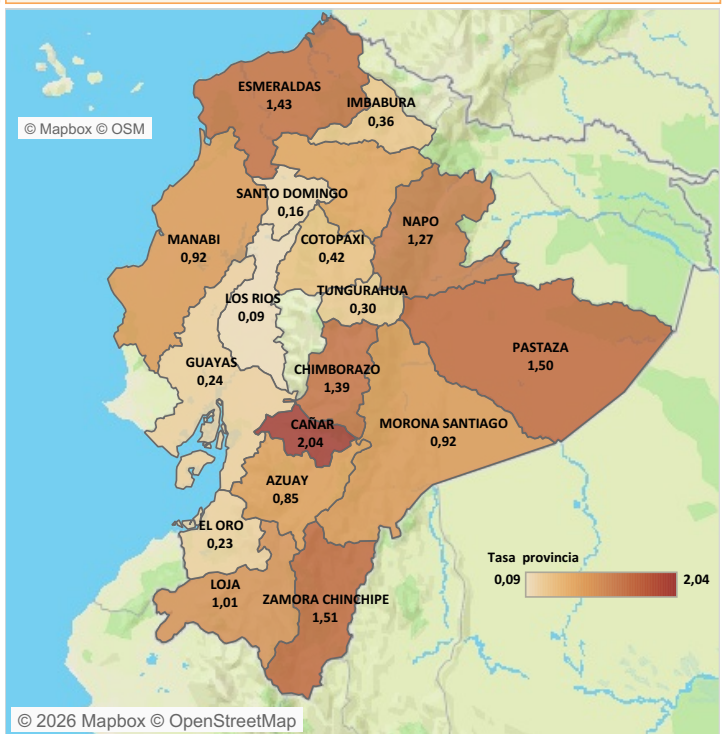 ESMERALDAS
1,43
IMBABURA
0,36
© Mapbox © OSM
SANTO DOMINGO
0,16
NAPO
1,27
MANABI
0,92
COTOPAXI
0,42
TUNGURAHUA
0,30
LOS RIOS
0,09
PASTAZA
1,50
GUAYAS
0,24
CHIMBORAZO
1,39
CAÑAR
2,04
MORONA SANTIAGO
0,92
AZUAY
0,85
EL ORO
0,23
Tasa provincia
0,09 2,04
LOJA
1,01
ZAMORA CHINCHIPE
1,51
© 2026 Mapbox © OpenStreetMap